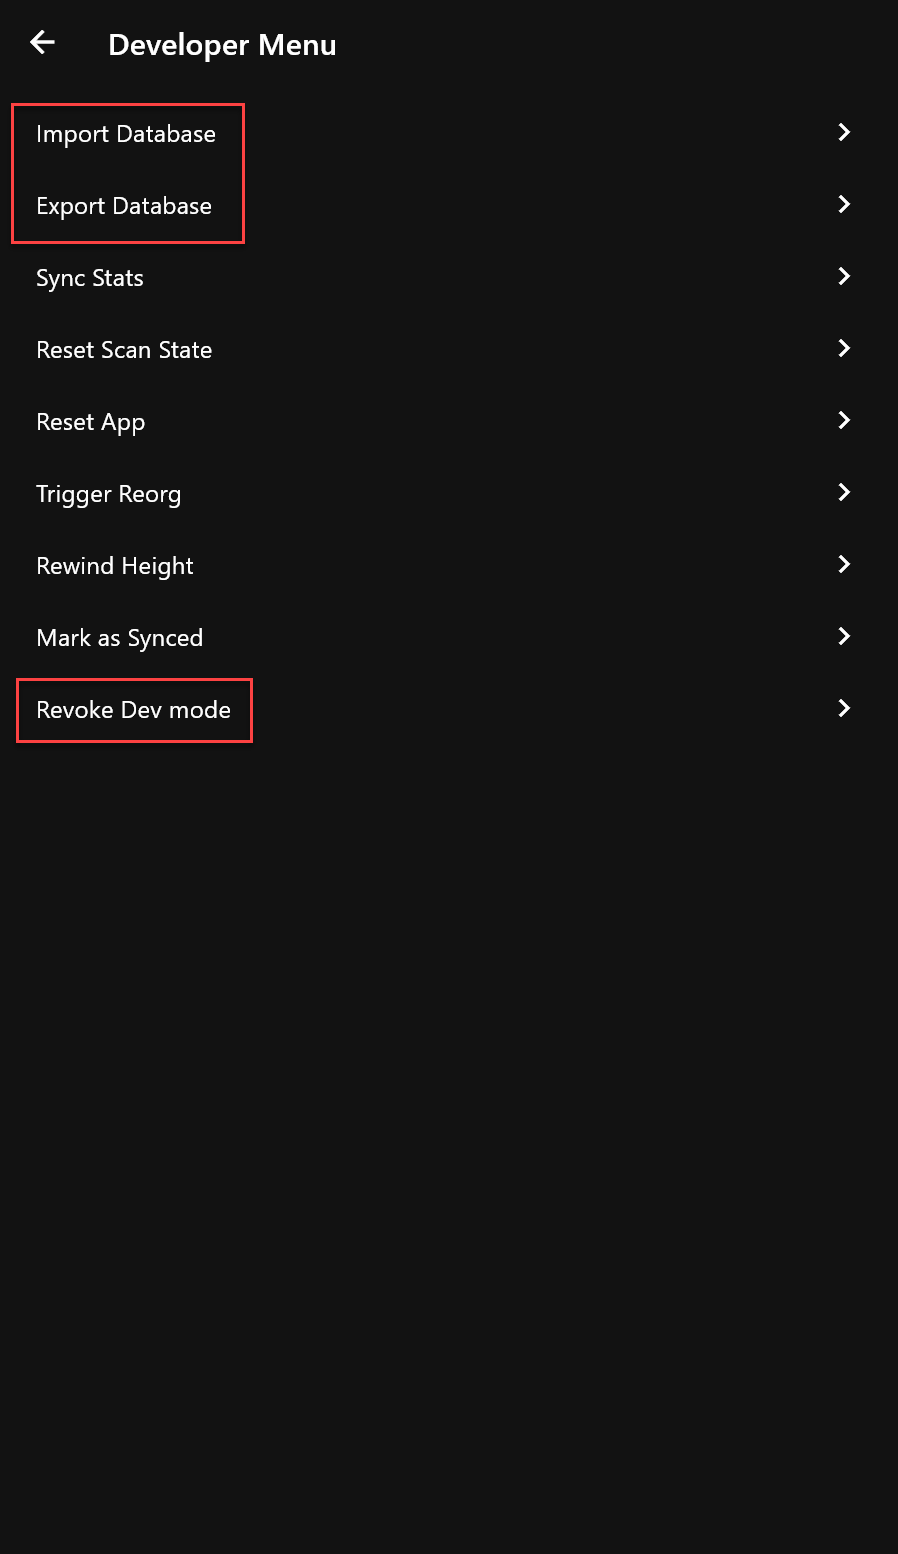 Developer Menu
Import Database
Export Database
Sync Stats
Reset Scan State
Reset App
Trigger Reorg
Rewind Height
Mark as Synced
Revoke Dev mode